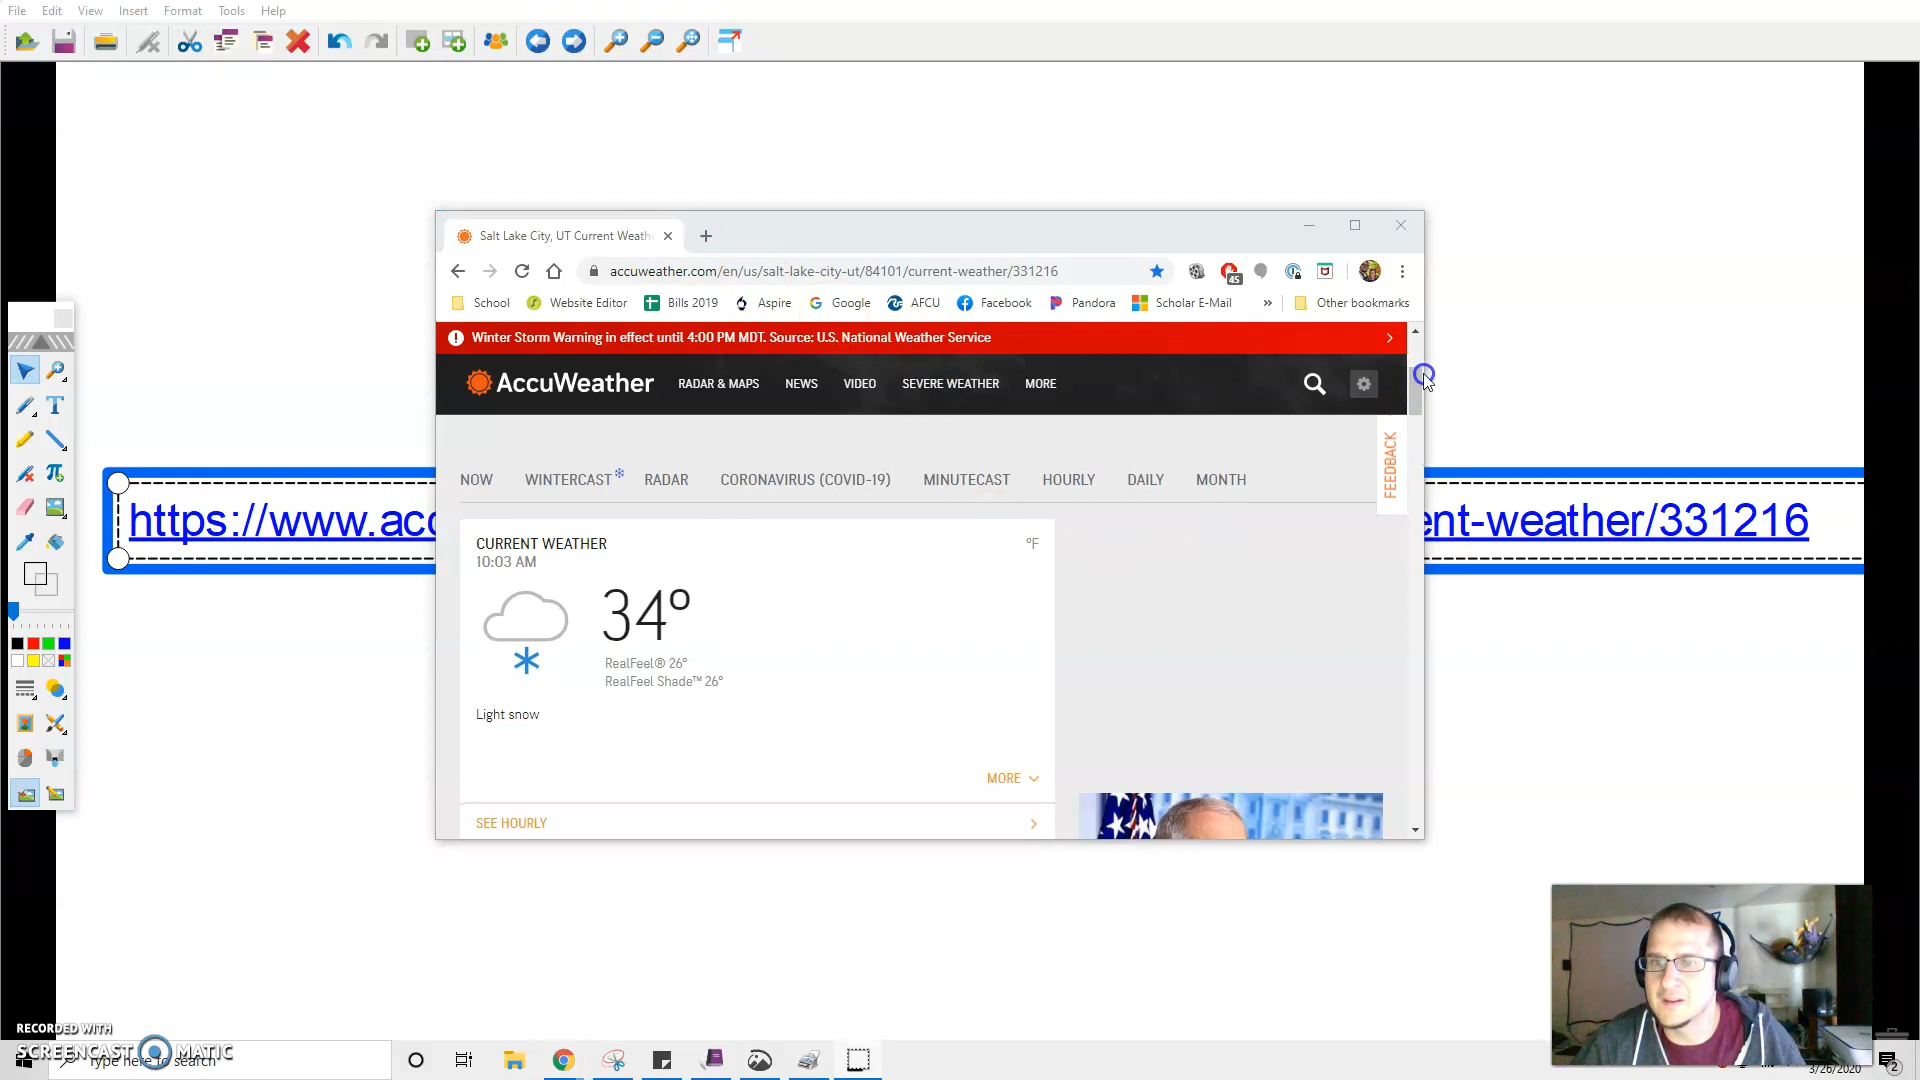 File Edit View Insert Format Tools Help
Salt Lake City, UT Current Weath
accuweather.com/en/us/salt-lake-city-ut/84101/current-weather/331216
45
School Website Editor Bills 2019 Aspire Google AFCU Facebook Pandora Scholar E-Mail » Other bookmarks
Winter Storm Warning in effect until 4:00 PM MDT. Source: U.S. National Weather Service
AccuWeather RADAR & MAPS NEWS VIDEO SEVERE WEATHER MORE
FEEDBACK
NOW WINTERCAST RADAR CORONAVIRUS (COVID-19) MINUTECAST HOURLY DAILY MONTH
https://www.acc
ent-weather/331216
CURRENT WEATHER °F
10:03 AM
34°
RealFeel® 26°
RealFeel Shade™ 26°
Light snow
MORE
SEE HOURLY
RECORDED WITH
SCREENCAST MATIC
Type here to search
3/26/2020
2